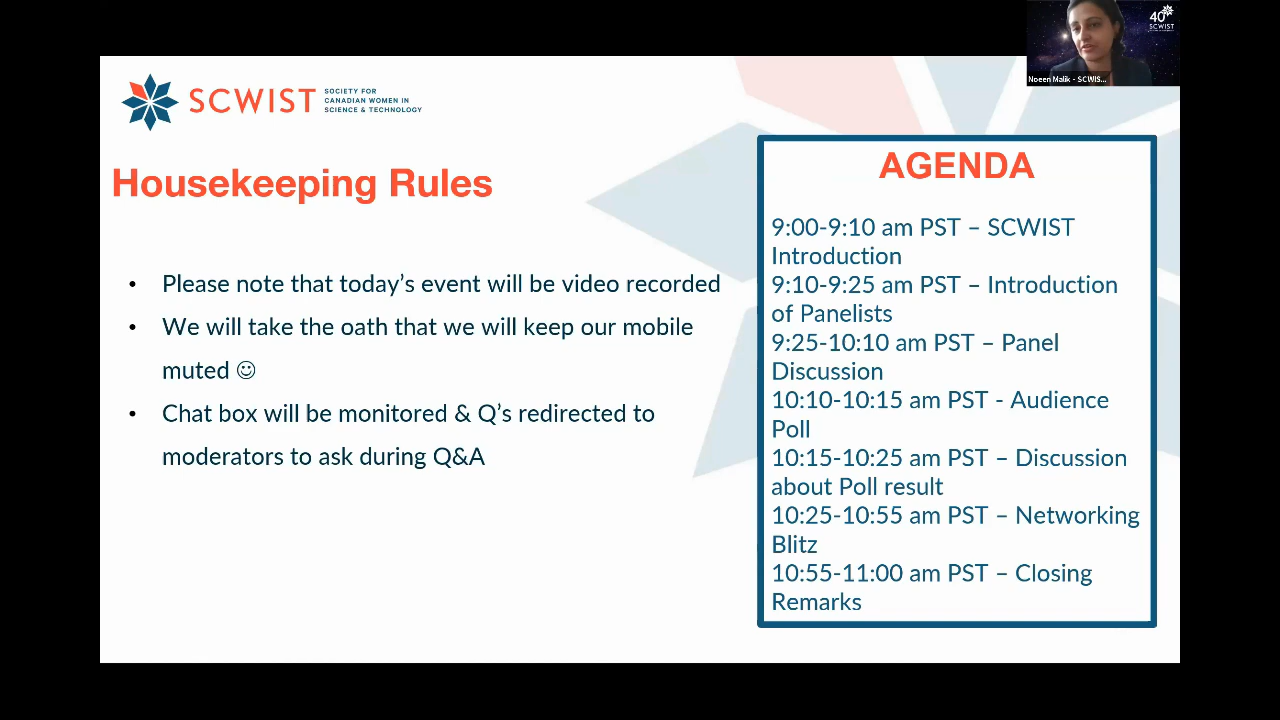 40
SCWIST
Noeen Malik - SCWIS...
SCWIST
SOCIETY FOR
CANADIAN WOMEN IN
SCIENCE & TECHNOLOGY
Housekeeping Rules
• Please note that today’s event will be video recorded
• We will take the oath that we will keep our mobile
muted ☺
• Chat box will be monitored & Q’s redirected to
moderators to ask during Q&A
AGENDA
9:00-9:10 am PST – SCWIST
Introduction
9:10-9:25 am PST – Introduction
of Panelists
9:25-10:10 am PST – Panel
Discussion
10:10-10:15 am PST - Audience
Poll
10:15-10:25 am PST – Discussion
about Poll result
10:25-10:55 am PST – Networking
Blitz
10:55-11:00 am PST – Closing
Remarks